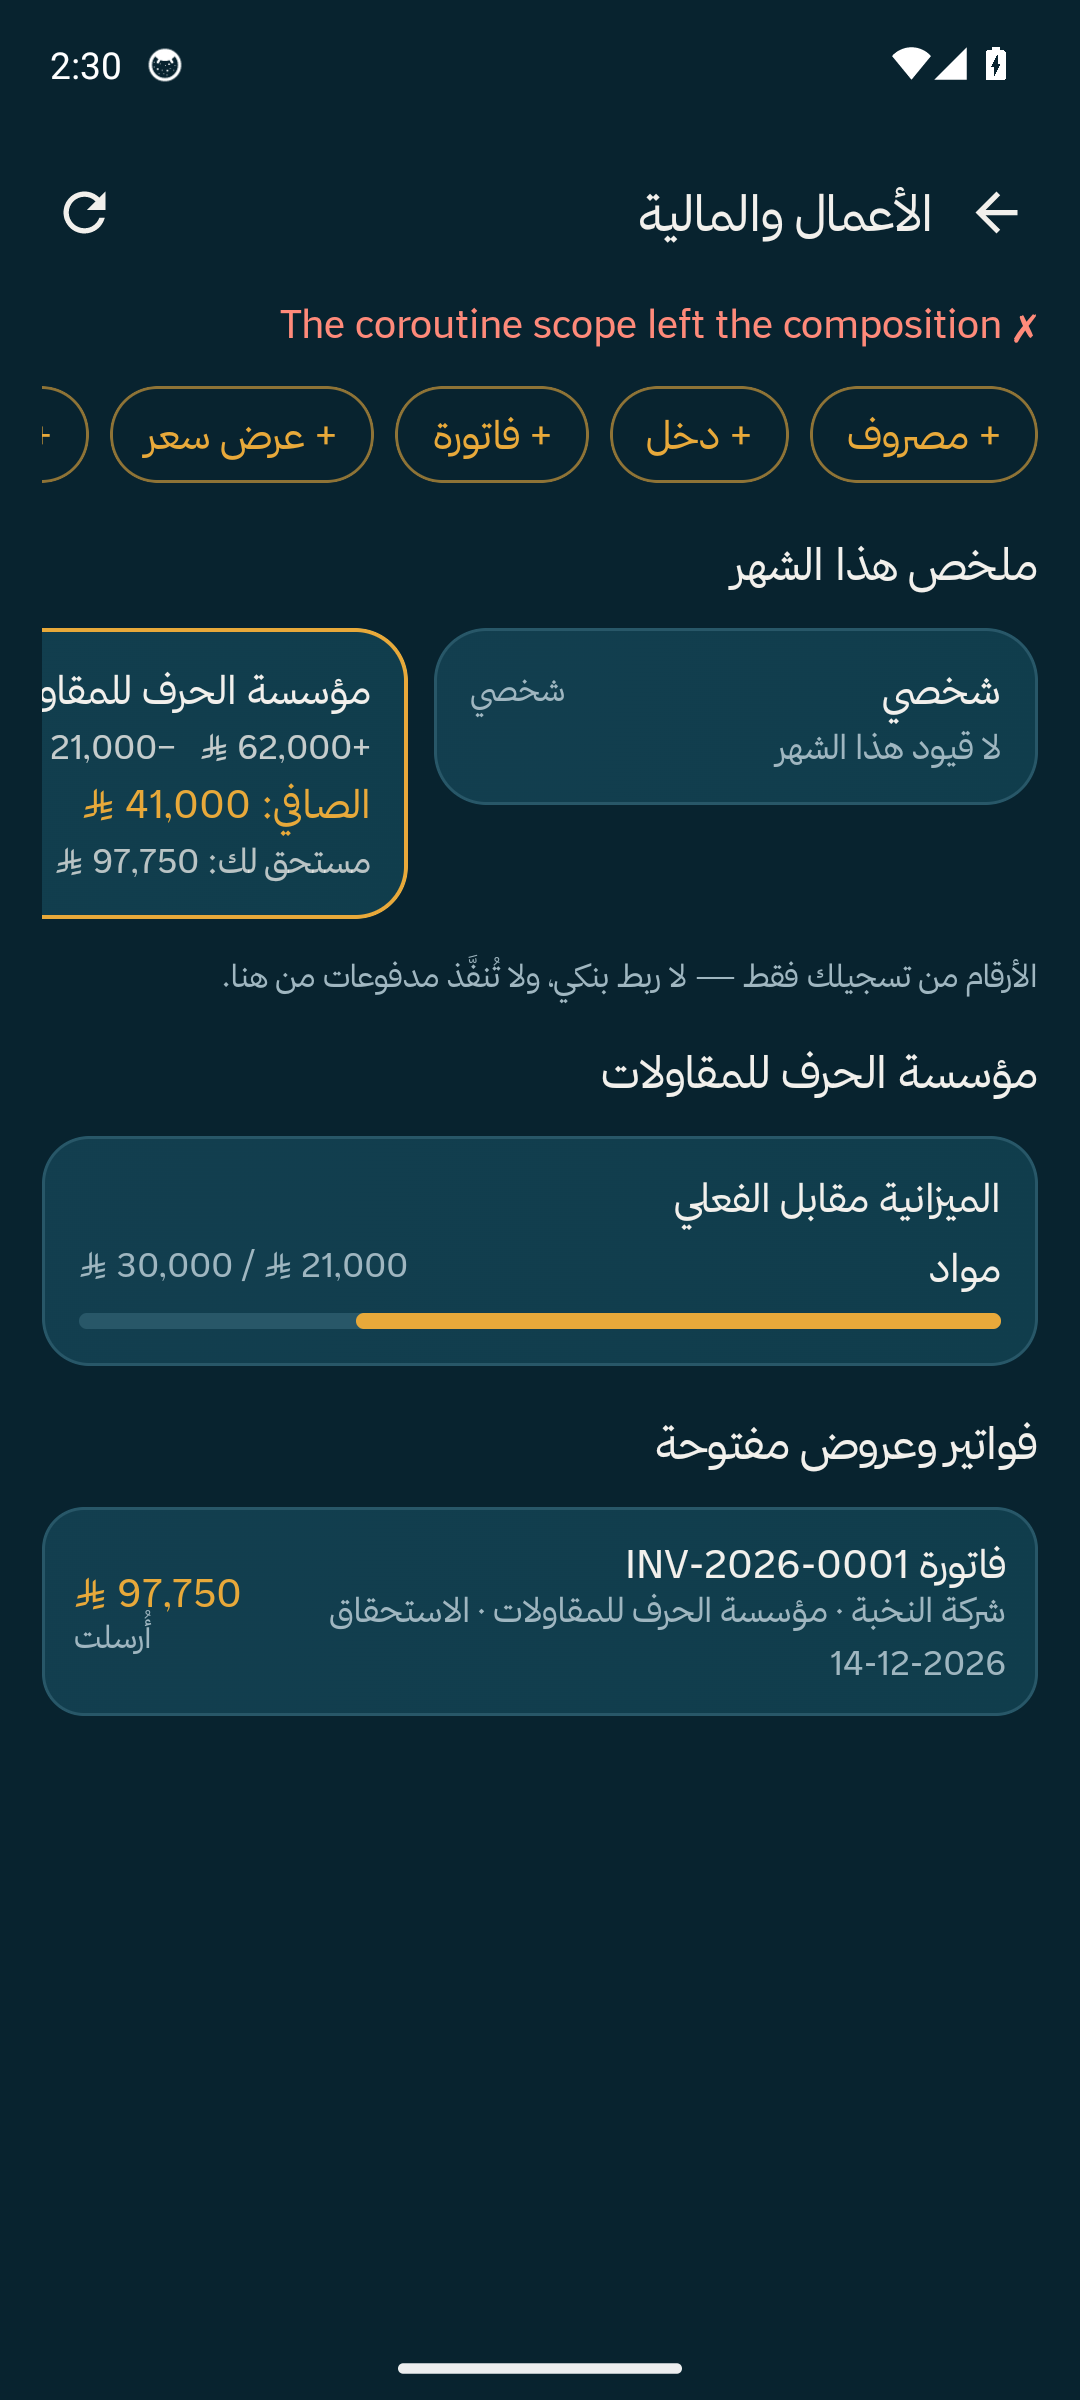 2:30
الأعمال والمالية
✗ The coroutine scope left the composition
+ مصروف
+ دخل
+ فاتورة
+ عرض سعر
+
ملخص هذا الشهر
شخصي
شخصي
لا قيود هذا الشهر
مؤسسة الحرف للمقاو
+62,000 ⃁ −21,000
الصافي: 41,000 ⃁
مستحق لك: 97,750 ⃁
الأرقام من تسجيلك فقط — لا ربط بنكي، ولا تُنفَّذ مدفوعات من هنا.
مؤسسة الحرف للمقاولات
الميزانية مقابل الفعلي
مواد
21,000 ⃁ / 30,000 ⃁
فواتير وعروض مفتوحة
فاتورة INV-2026-0001
شركة النخبة · مؤسسة الحرف للمقاولات · الاستحقاق
14-12-2026
97,750 ⃁
أُرسلت